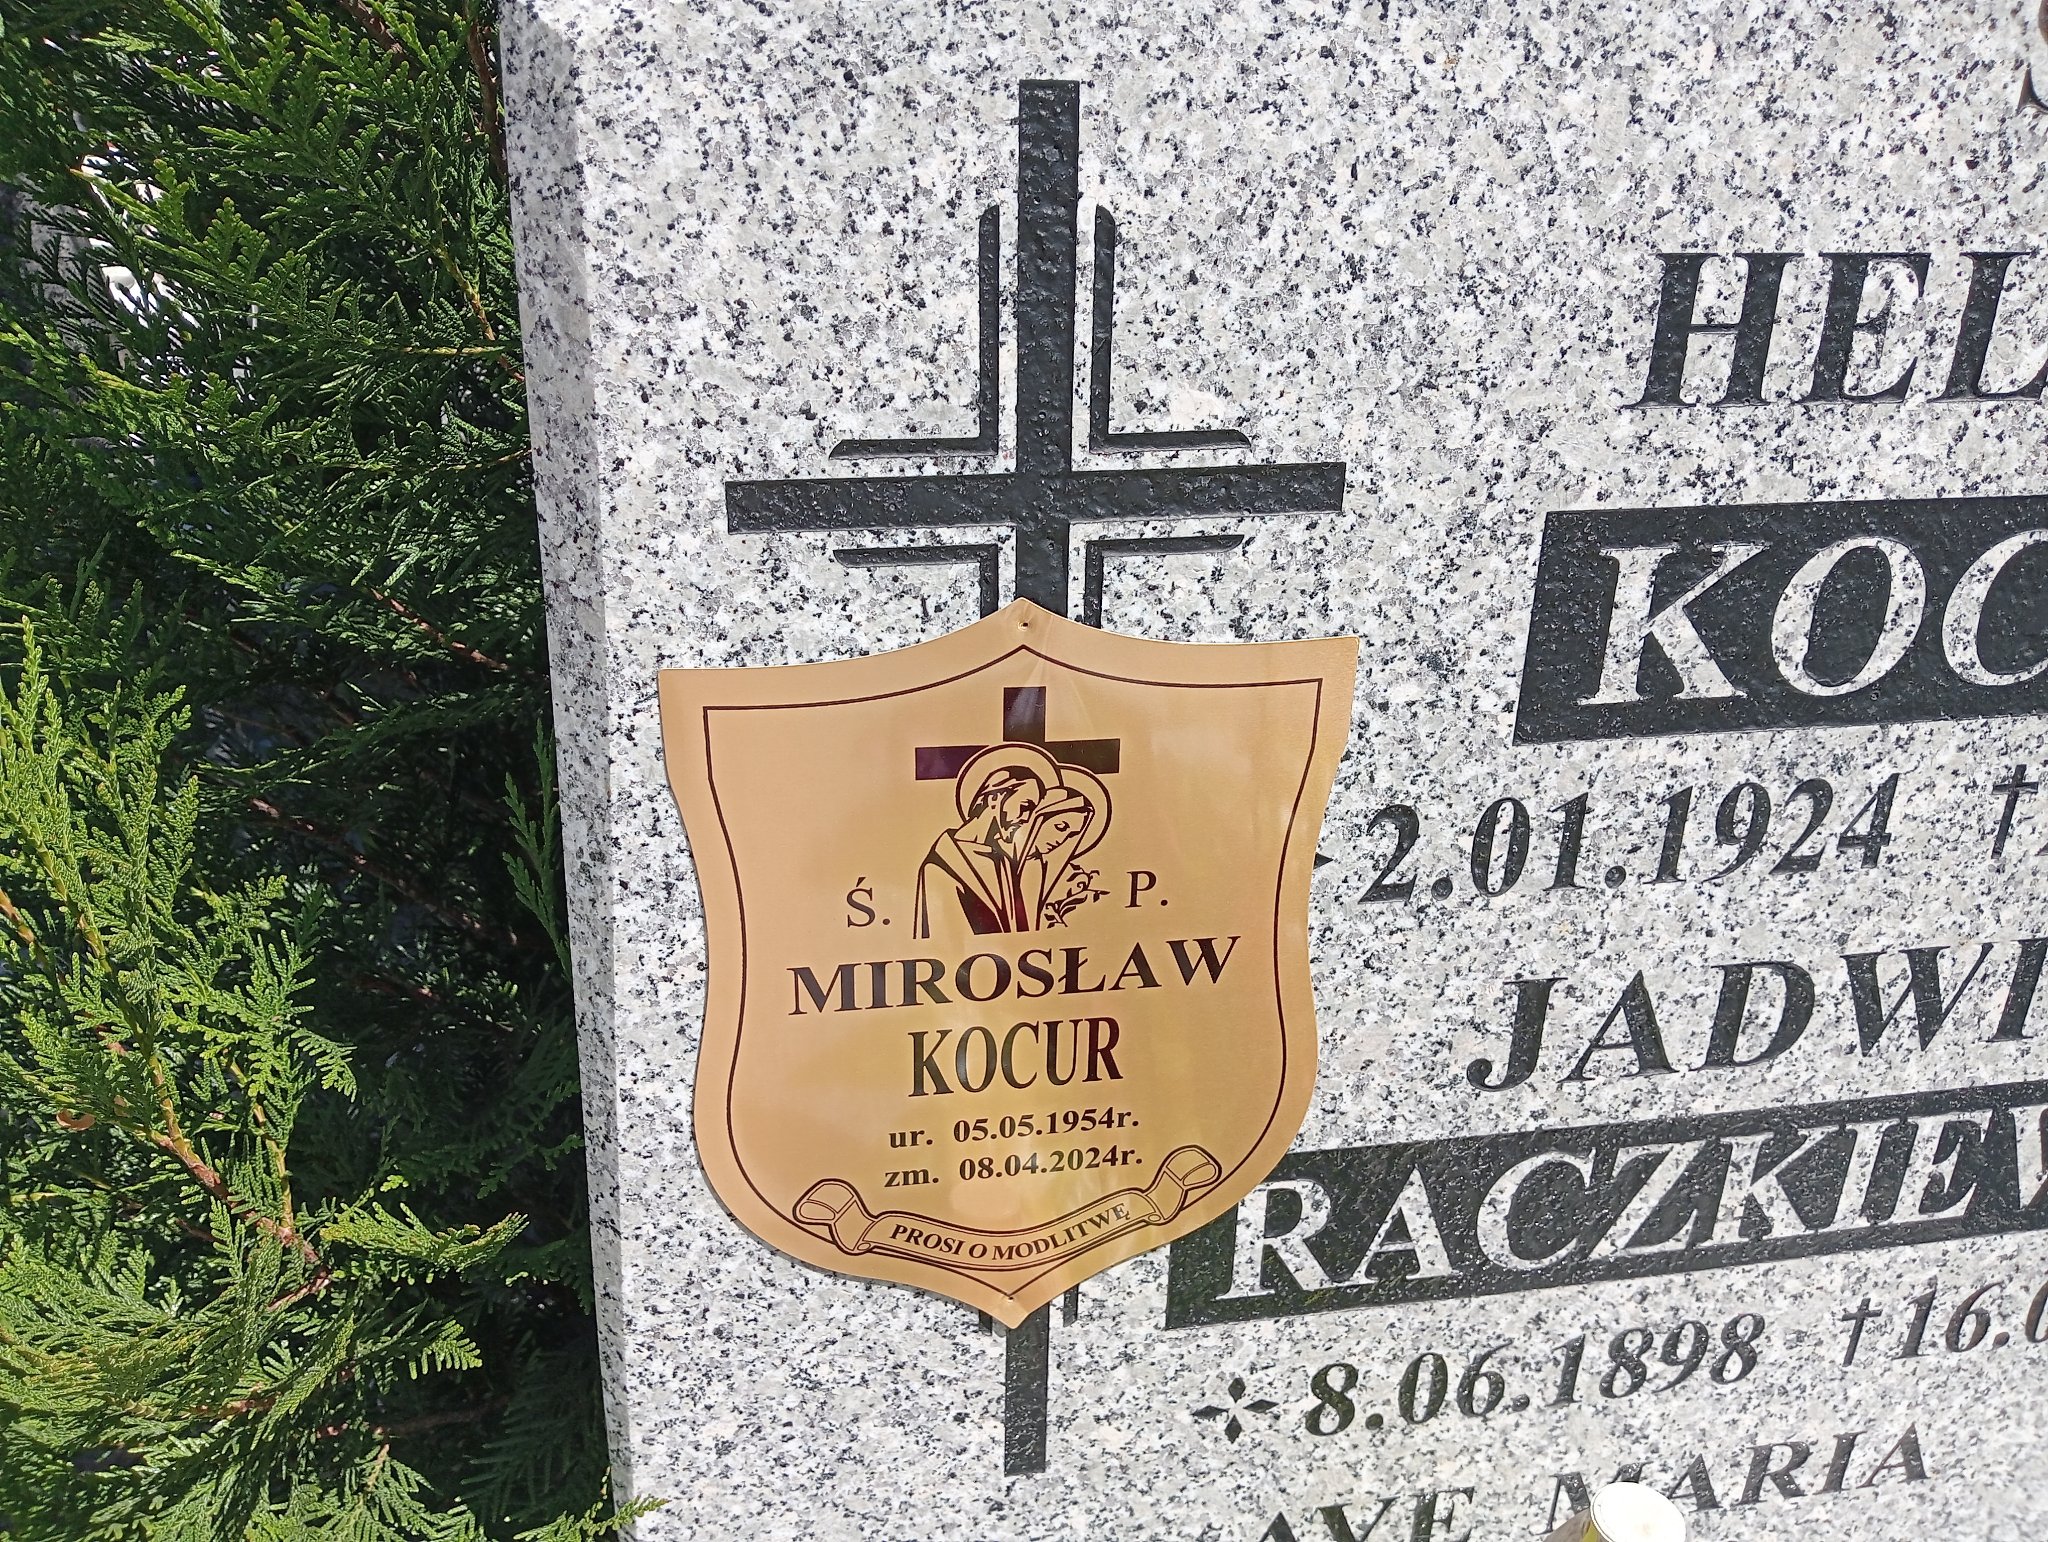 Ś. P.
MIROSŁAW
KOCUR
ur. 05.05.1954r.
zm. 08.04.2024r.
PROSI O MODLITWĘ
HEL
KOC
2.01.1924 †
JADWI
RACZKIEW
8.06.1898 †16.0
AVE MARIA